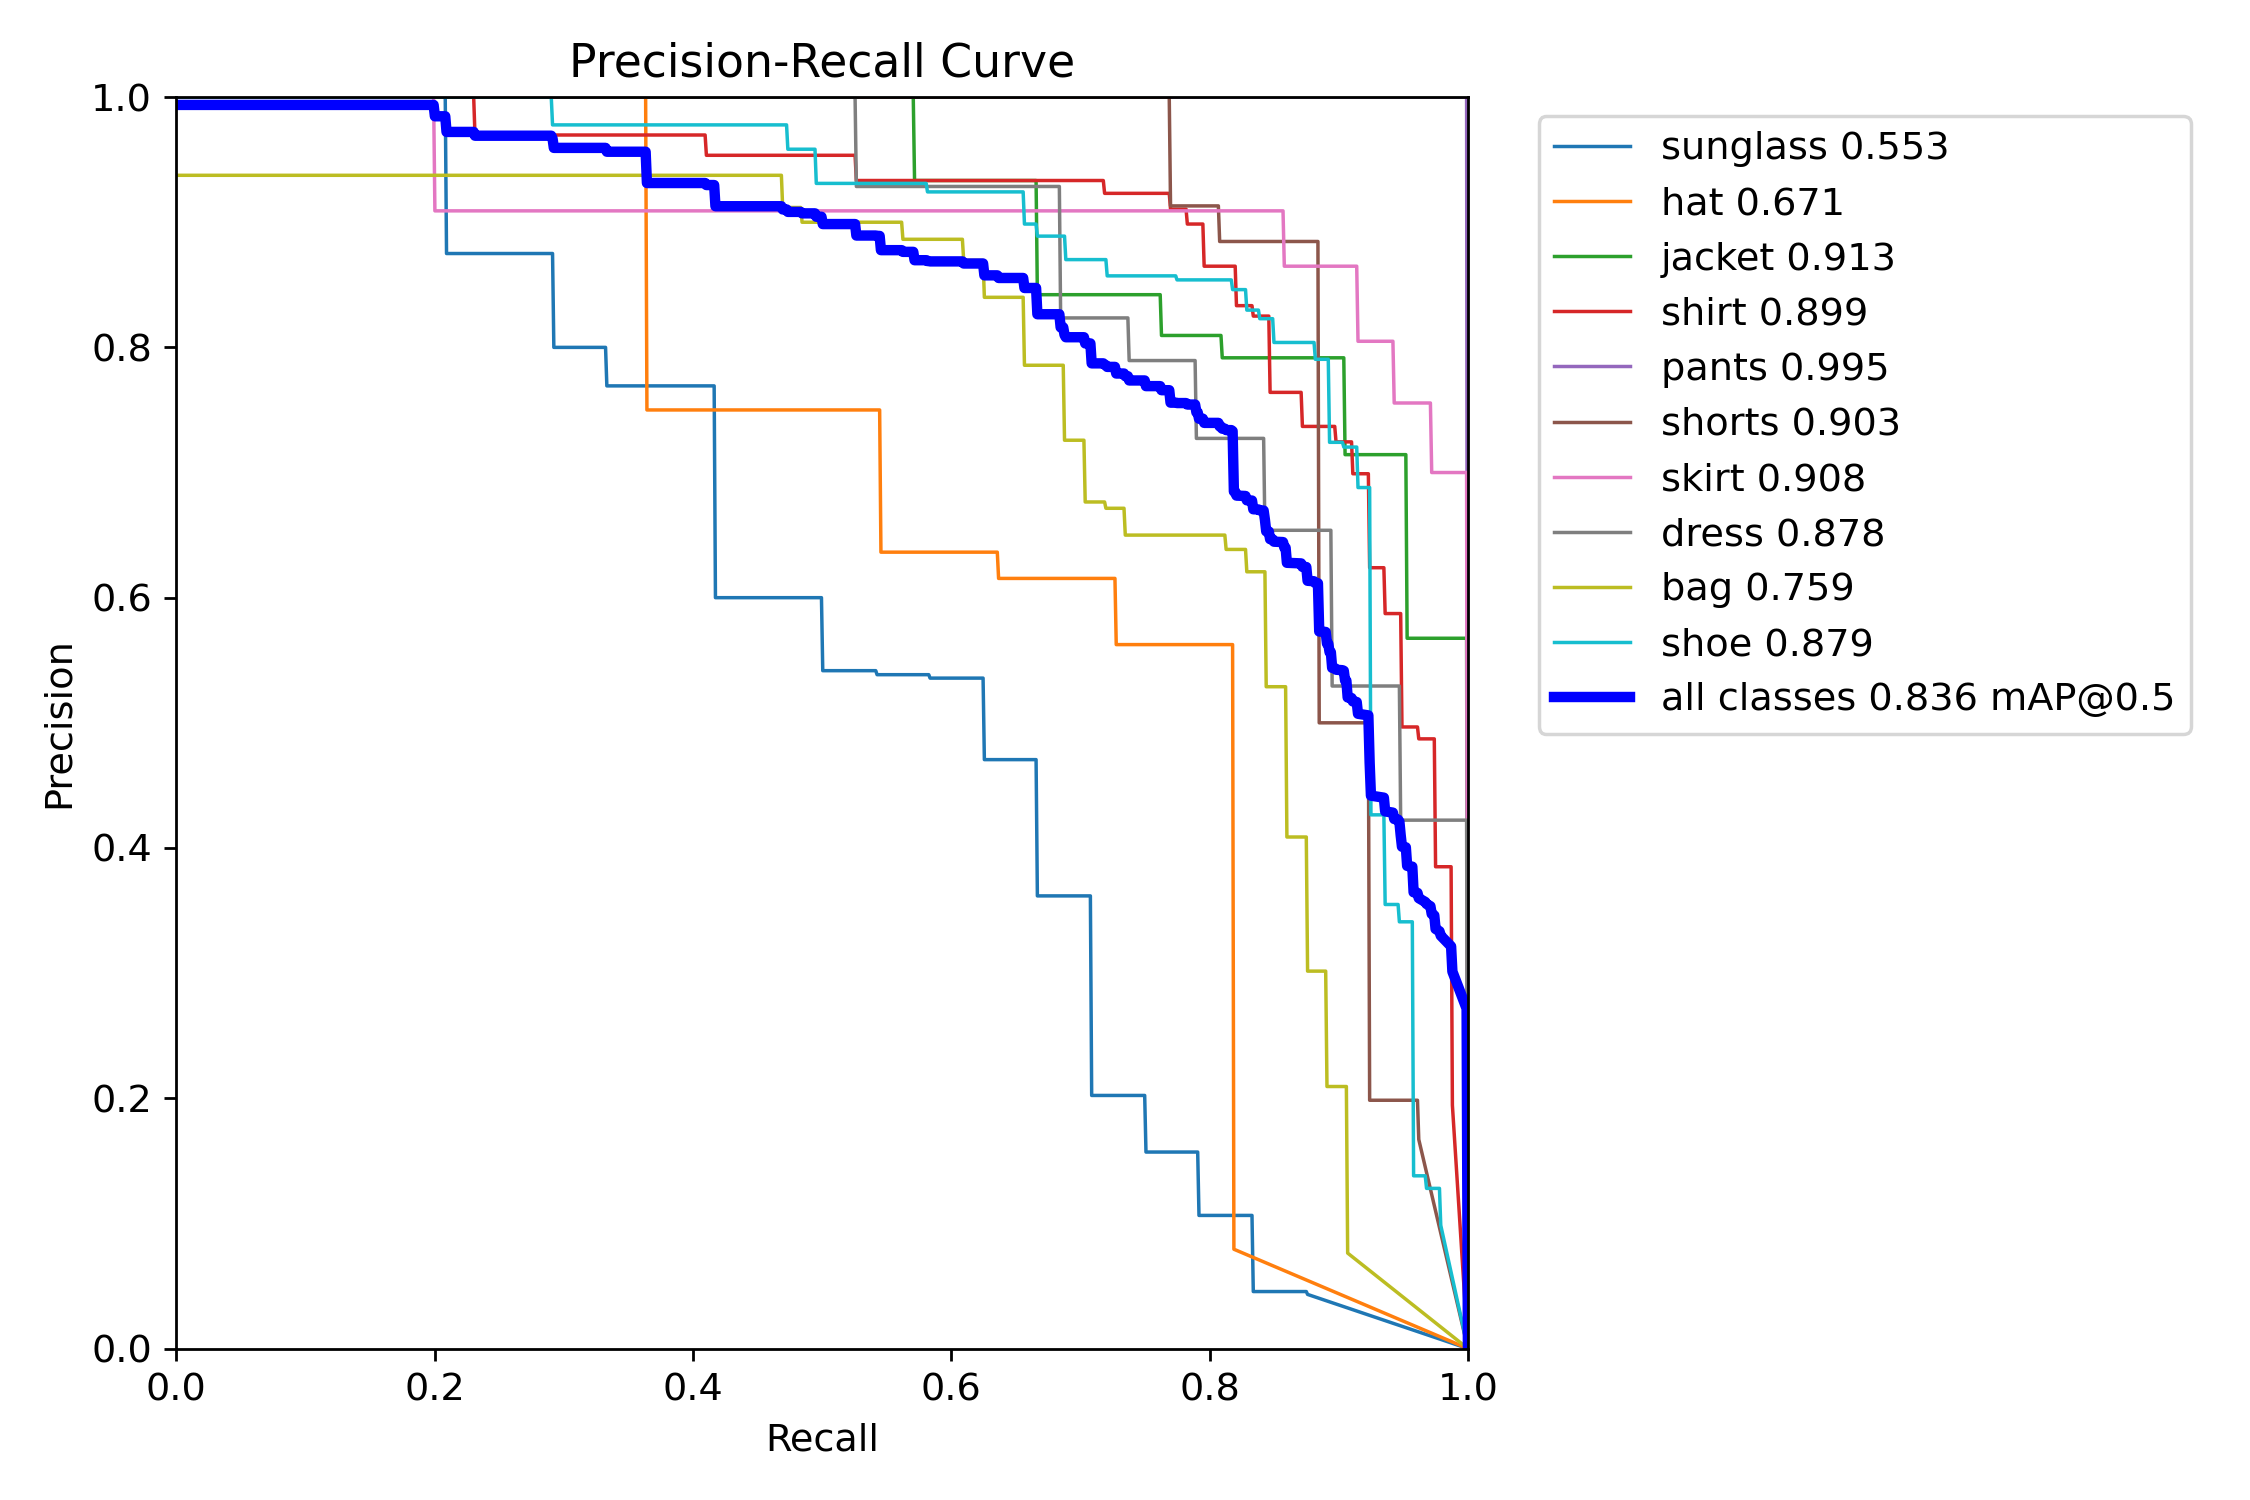 Precision-Recall Curve
1.0
0.8
0.6
0.4
0.2
0.0
Precision
0.0 0.2 0.4 0.6 0.8 1.0
Recall
sunglass 0.553
hat 0.671
jacket 0.913
shirt 0.899
pants 0.995
shorts 0.903
skirt 0.908
dress 0.878
bag 0.759
shoe 0.879
all classes 0.836 mAP@0.5